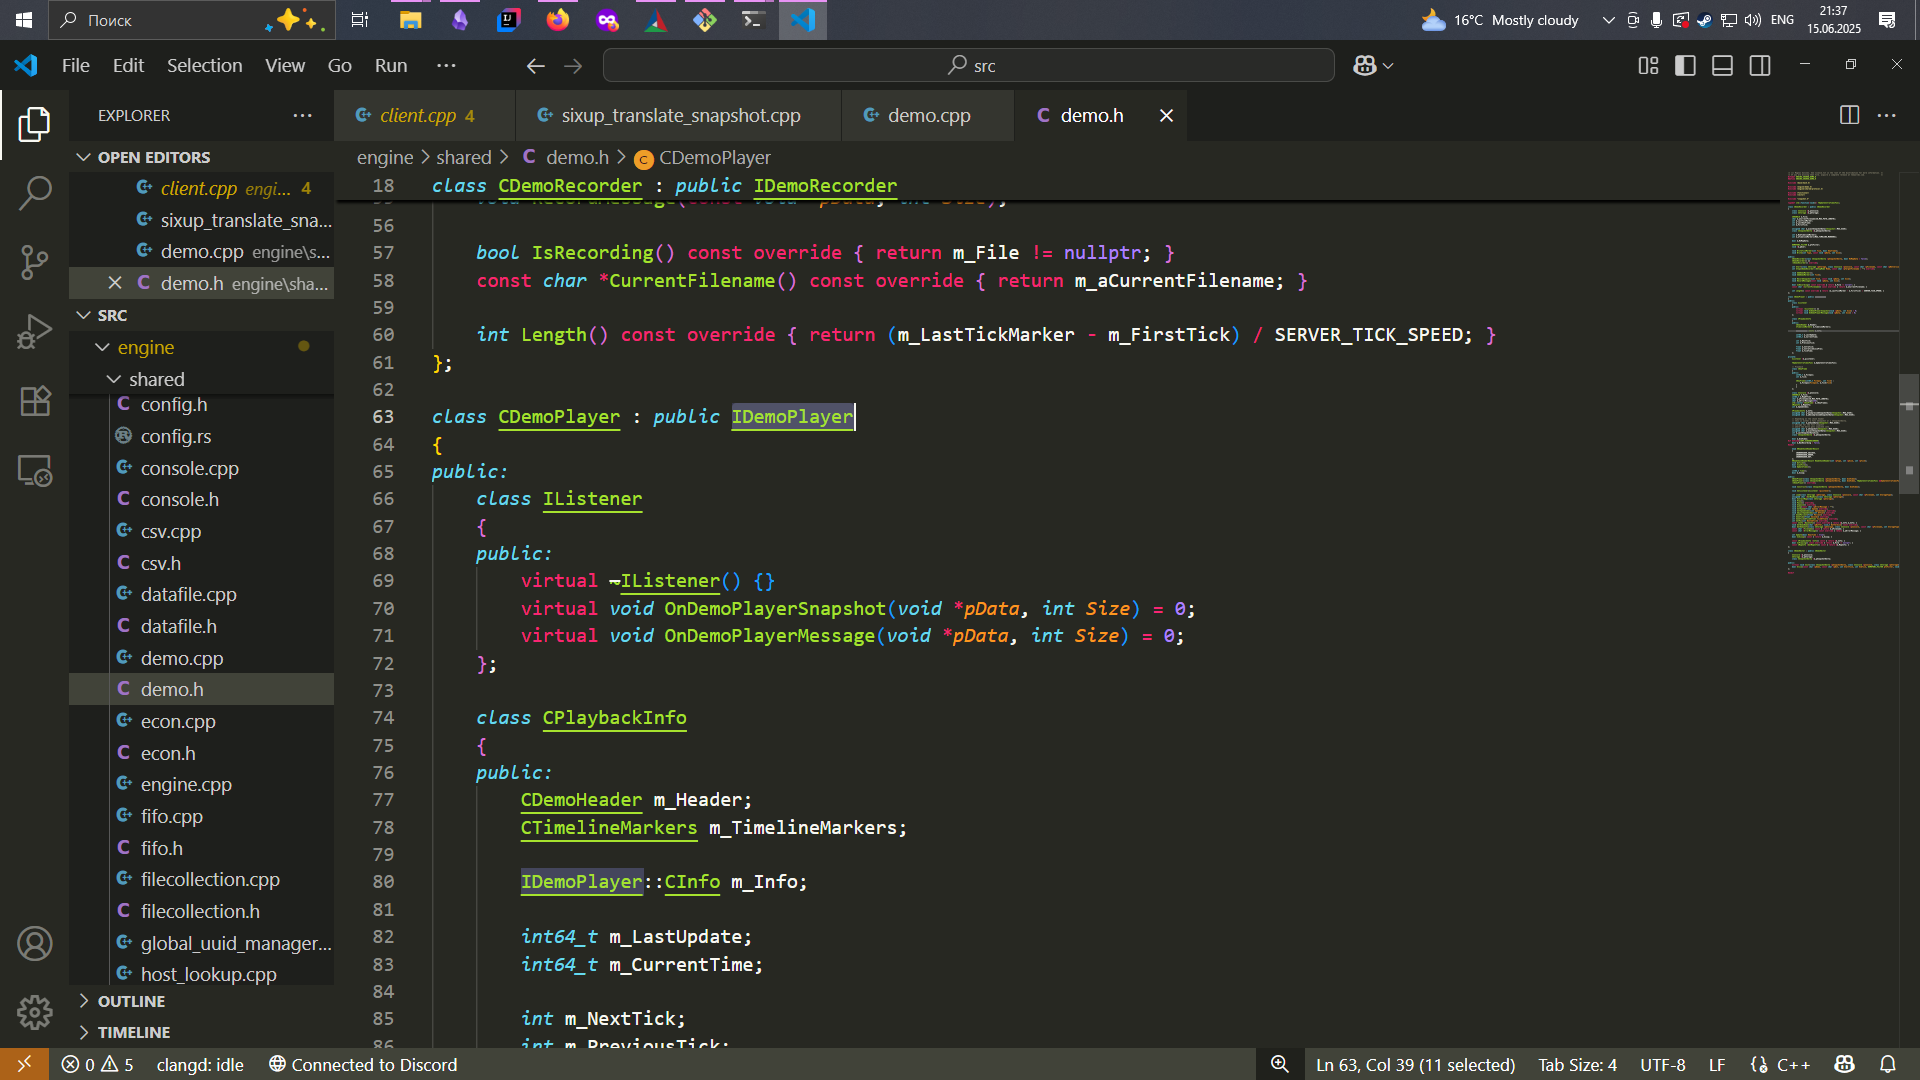 Поиск
16°C Mostly cloudy
ENG
21:37
15.06.2025
File Edit Selection View Go Run ···
src
EXPLORER
client.cpp 4
sixup_translate_snapshot.cpp
demo.cpp
demo.h
OPEN EDITORS
client.cpp engi... 4
sixup_translate_sna...
demo.cpp engine\s...
demo.h engine\sha...
SRC
engine
shared
config.h
config.rs
console.cpp
console.h
csv.cpp
csv.h
datafile.cpp
datafile.h
demo.cpp
demo.h
econ.cpp
econ.h
engine.cpp
fifo.cpp
fifo.h
filecollection.cpp
filecollection.h
global_uuid_manager...
host_lookup.cpp
OUTLINE
TIMELINE
engine > shared > C demo.h > CDemoPlayer
18 class CDemoRecorder : public IDemoRecorder
56
57 bool IsRecording() const override { return m_File != nullptr; }
58 const char *CurrentFilename() const override { return m_aCurrentFilename; }
59
60 int Length() const override { return (m_LastTickMarker - m_FirstTick) / SERVER_TICK_SPEED; }
61 };
62
63 class CDemoPlayer : public IDemoPlayer
64 {
65 public:
66 class IListener
67 {
68 public:
69 virtual ~IListener() {}
70 virtual void OnDemoPlayerSnapshot(void *pData, int Size) = 0;
71 virtual void OnDemoPlayerMessage(void *pData, int Size) = 0;
72 };
73
74 class CPlaybackInfo
75 {
76 public:
77 CDemoHeader m_Header;
78 CTimelineMarkers m_TimelineMarkers;
79
80 IDemoPlayer::CInfo m_Info;
81
82 int64_t m_LastUpdate;
83 int64_t m_CurrentTime;
84
85 int m_NextTick;
86 int m_PreviousTick;
0 5 clangd: idle Connected to Discord
Ln 63, Col 39 (11 selected) Tab Size: 4 UTF-8 LF C++